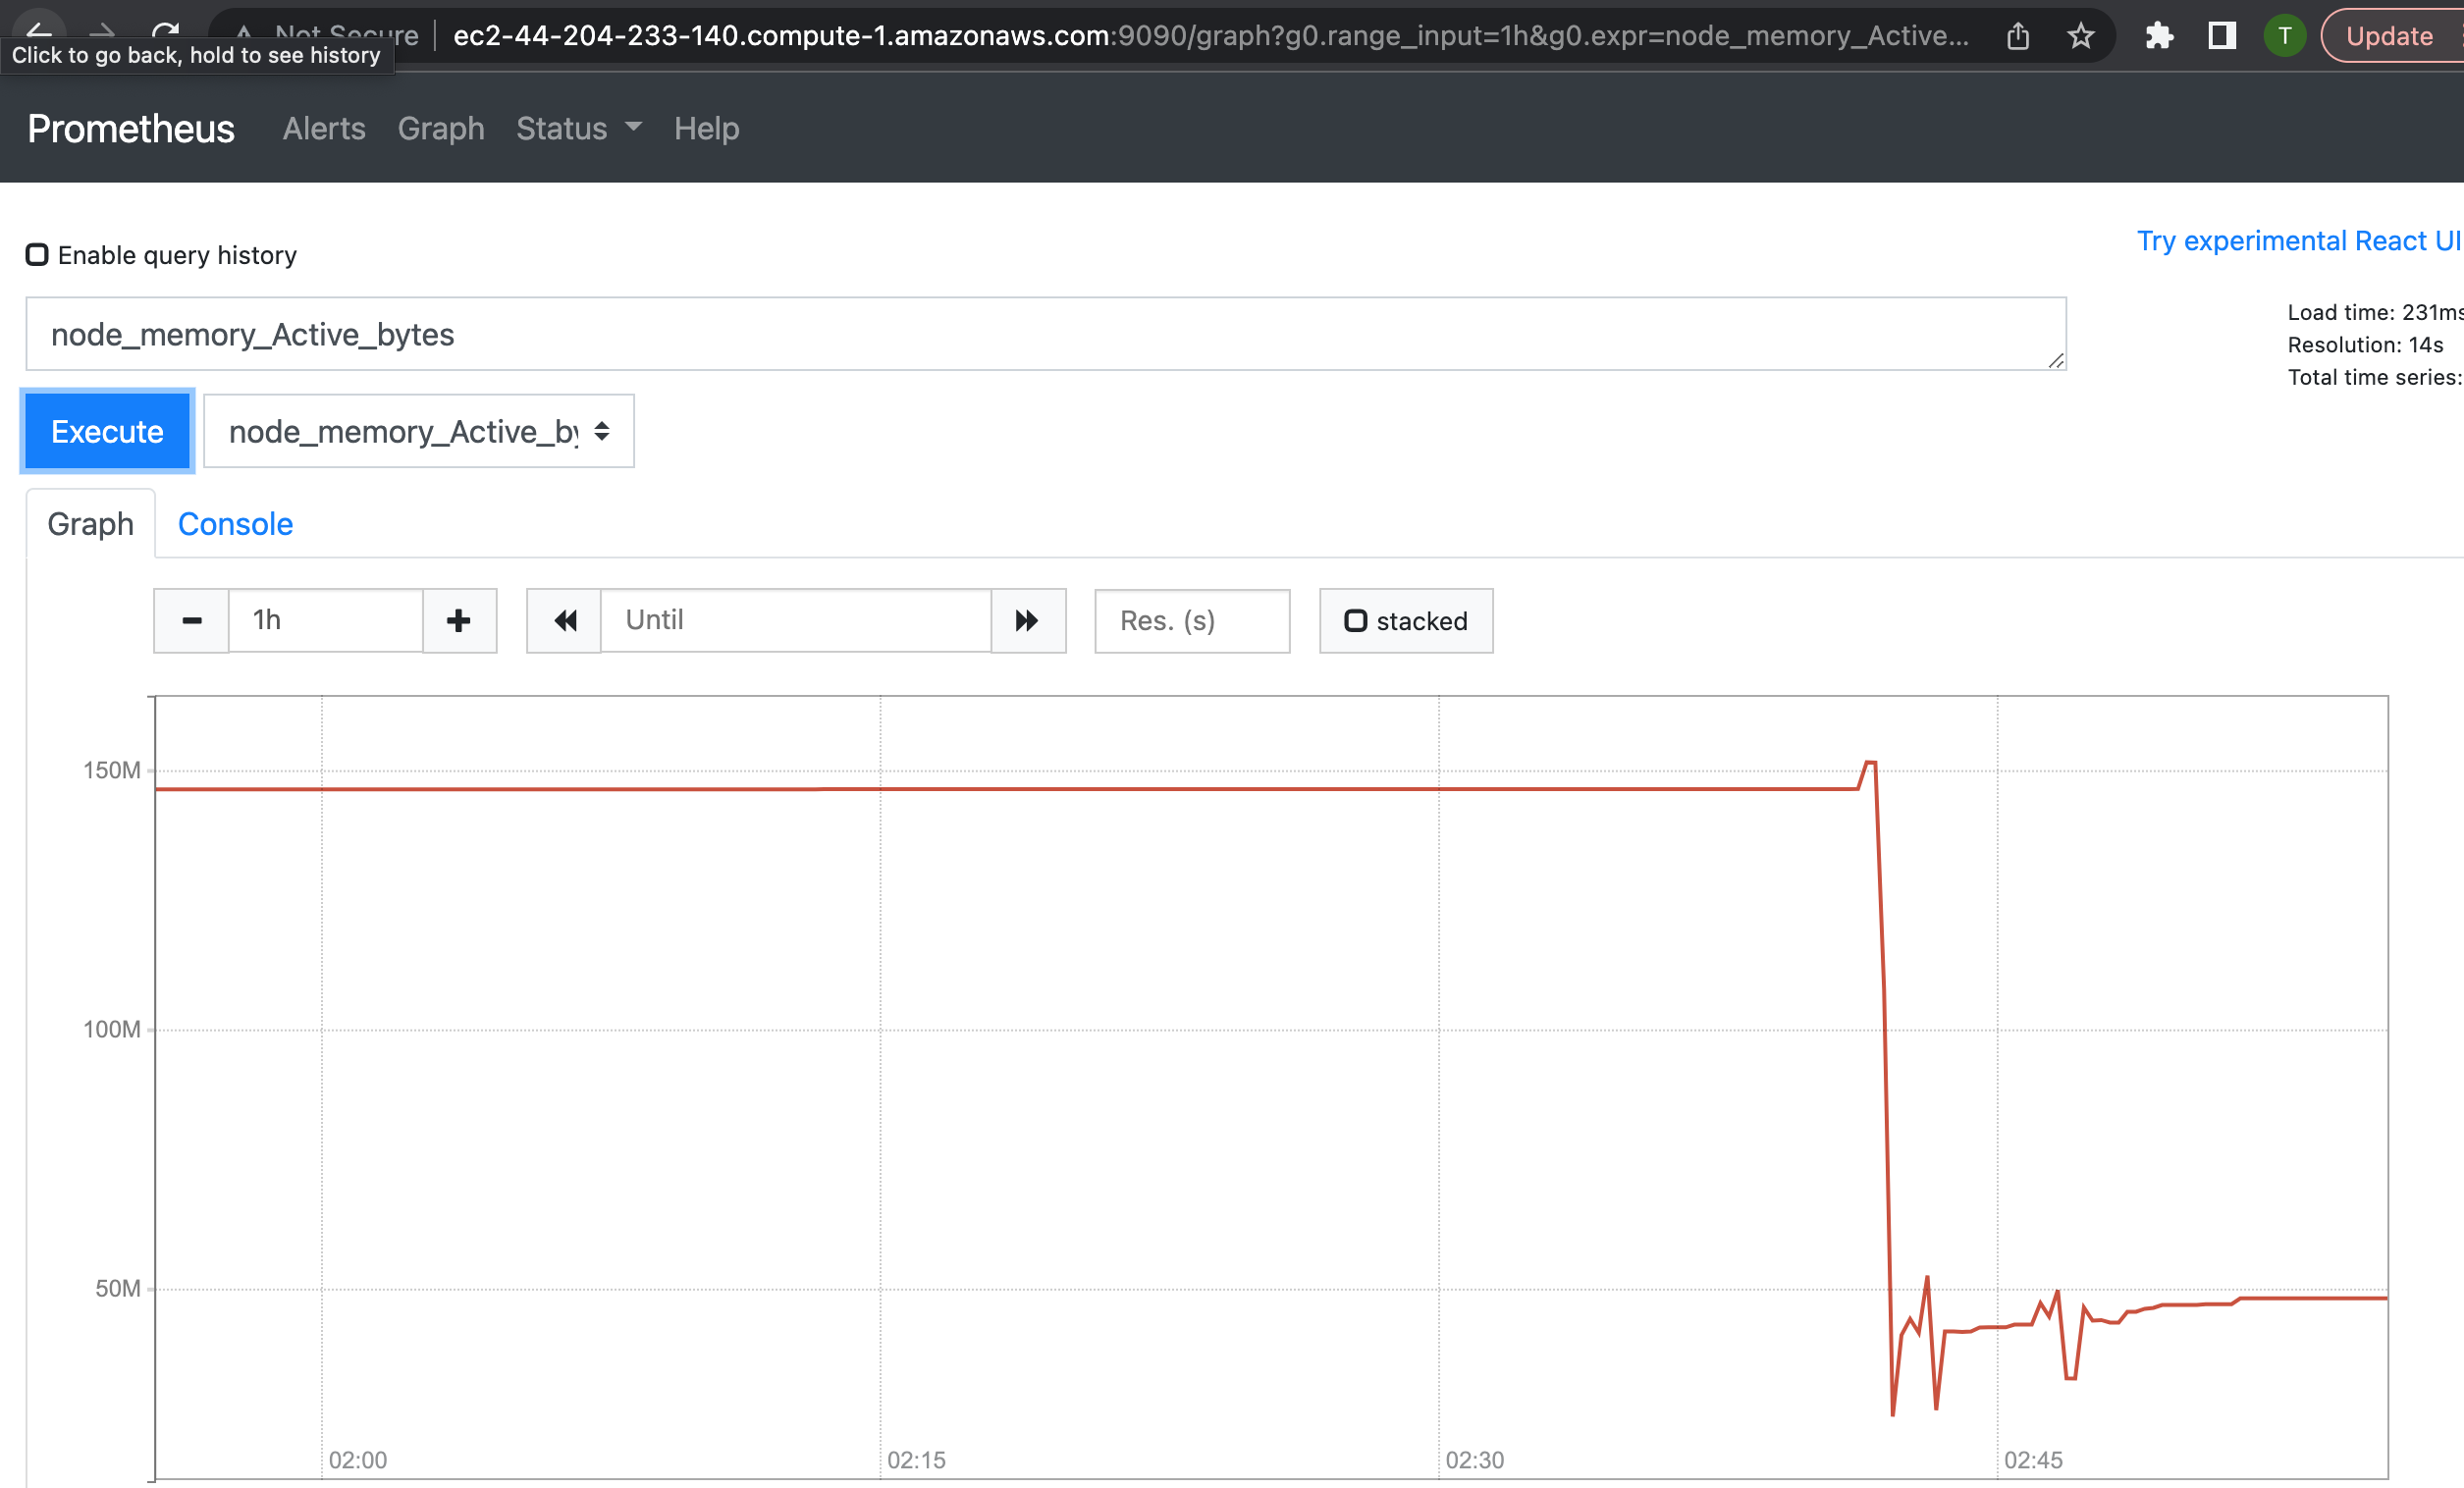 Not Secure
ec2-44-204-233-140.compute-1.amazonaws.com:9090/graph?g0.range_input=1h&g0.expr=node_memory_Active...
T
Update
Click to go back, hold to see history
Prometheus
Alerts
Graph
Status
Help
Enable query history
Try experimental React UI
node_memory_Active_bytes
Load time: 231ms
Resolution: 14s
Total time series:
Execute
node_memory_Active_by
Graph
Console
1h
Until
Res. (s)
stacked
150M
100M
50M
02:00
02:15
02:30
02:45